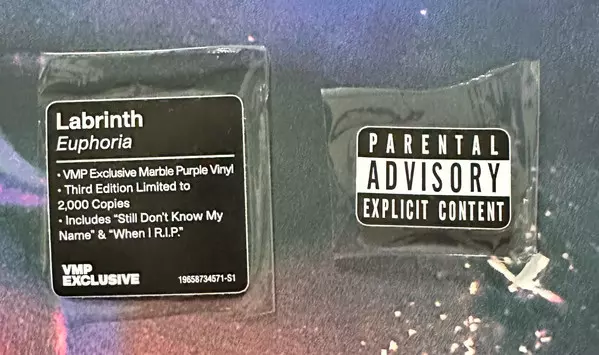 Labrinth
Euphoria
• VMP Exclusive Marble Purple Vinyl
• Third Edition Limited to
2,000 Copies
• Includes "Still Don't Know My
Name" & "When I R.I.P."
VMP
EXCLUSIVE
19658734571-S1
PARENTAL
ADVISORY
EXPLICIT CONTENT